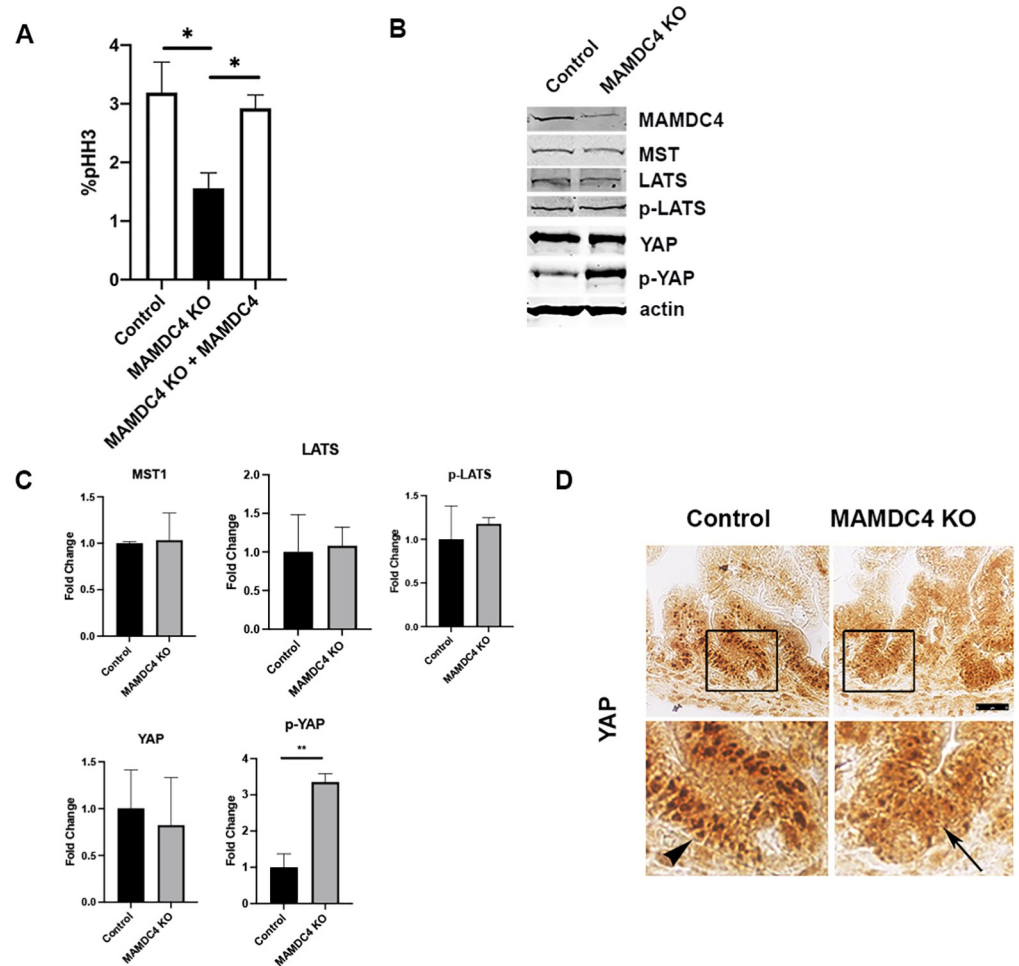 A
*
*
4
3
2
1
0
%pHH3
Control
MAMDC4 KO
MAMDC4 KO + MAMDC4
B
Control
MAMDC4 KO
MAMDC4
MST
LATS
p-LATS
YAP
p-YAP
actin
C
MST1
1.5
1.0
0.5
0.0
Fold Change
Control
MAMDC4 KO
LATS
2.0
1.5
1.0
0.5
0.0
Fold Change
Control
MAMDC4 KO
p-LATS
1.5
1.0
0.5
0.0
Fold Change
Control
MAMDC4 KO
YAP
1.5
1.0
0.5
0.0
Fold Change
Control
MAMDC4 KO
p-YAP
**
4
3
2
1
0
Fold Change
Control
MAMDC4 KO
D
Control
MAMDC4 KO
YAP